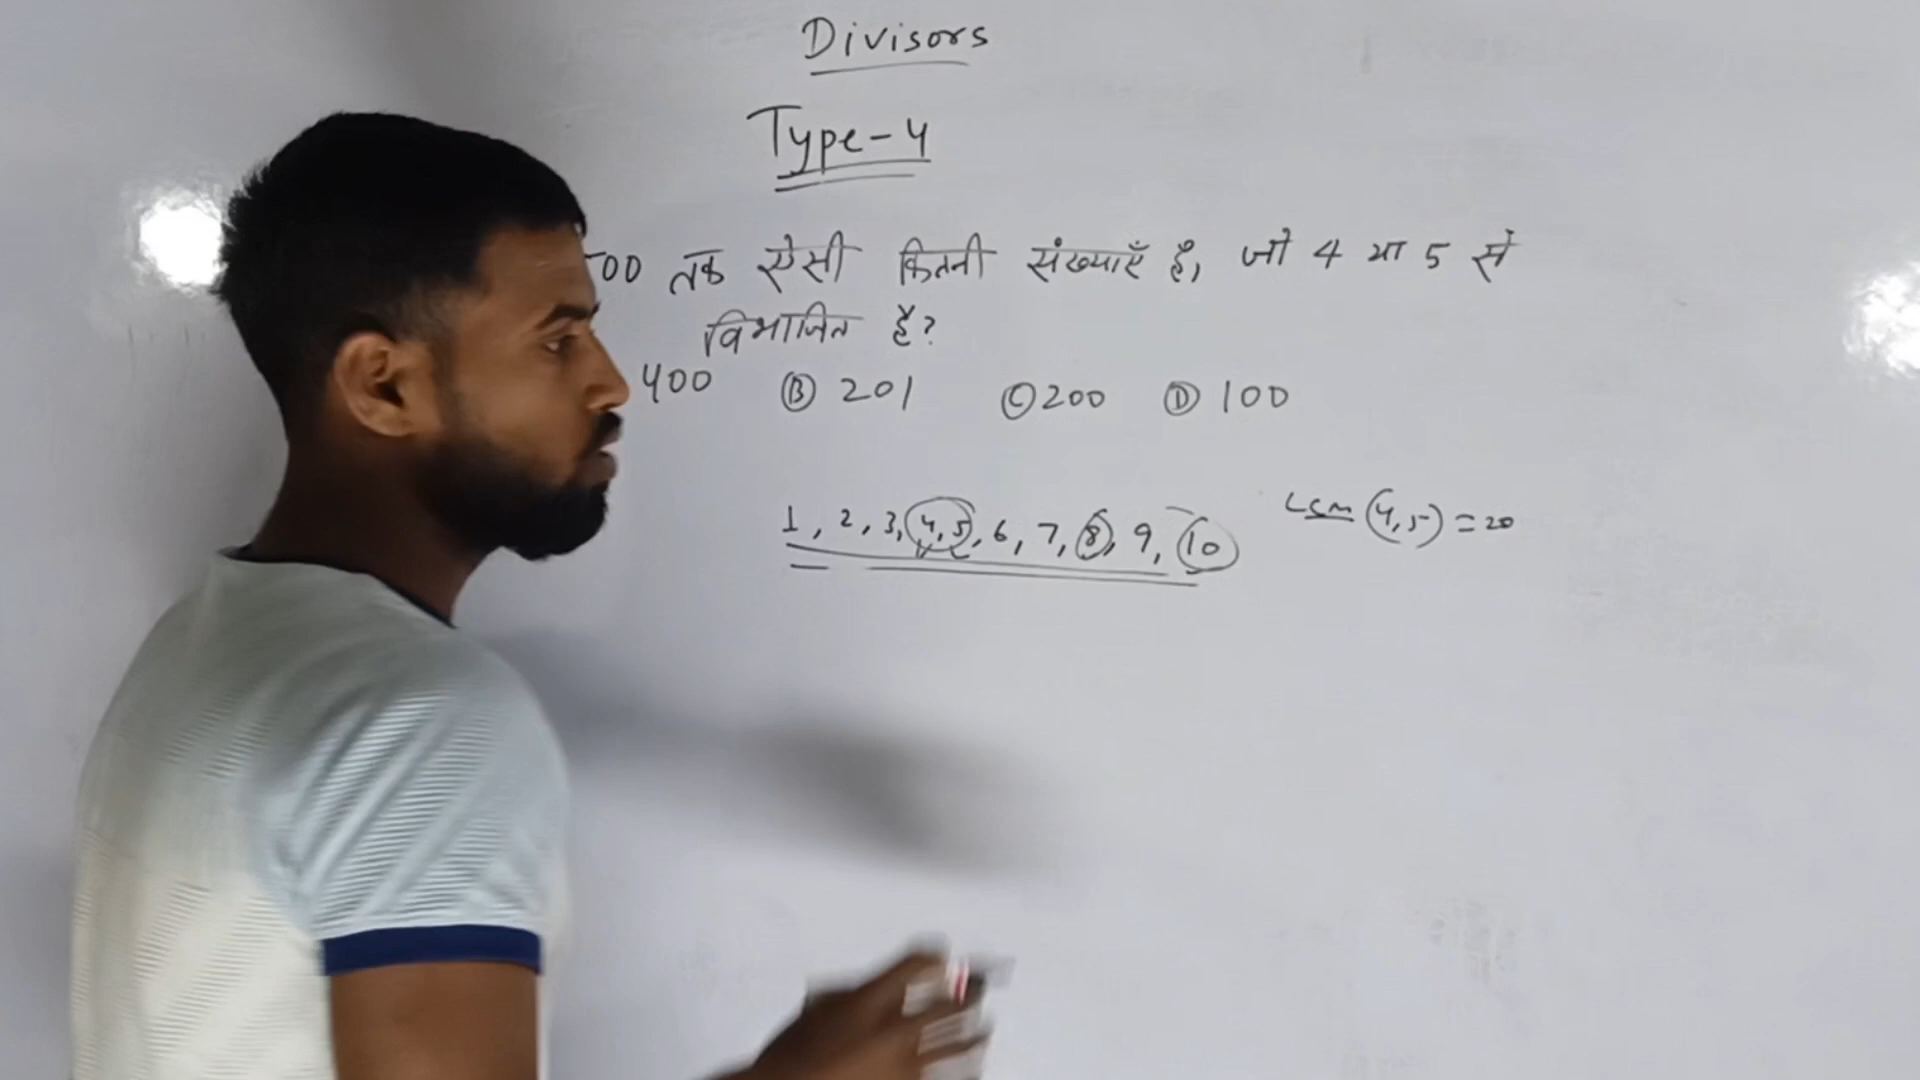 Divisors
Type-4
00 तक ऐसी कितनी संख्याएँ हैं, जो 4 या 5 से
विभाजित हैं?
400 Ⓑ 201 Ⓒ 200 Ⓓ 100
1, 2, 3, 4, 5, 6, 7, 8, 9, 10
LCM (4,5) = 20